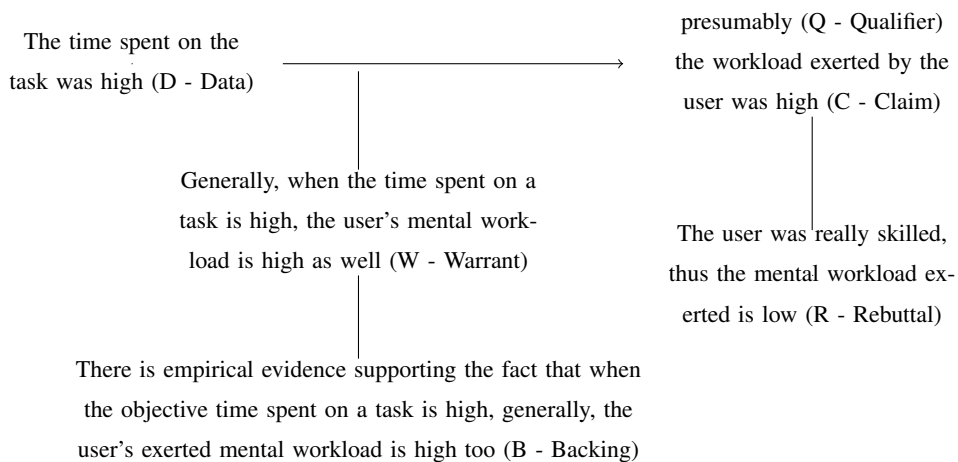 The time spent on the
task was high (D - Data)
presumably (Q - Qualifier)
the workload exerted by the
user was high (C - Claim)
Generally, when the time spent on a
task is high, the user's mental work-
load is high as well (W - Warrant)
The user was really skilled,
thus the mental workload ex-
erted is low (R - Rebuttal)
There is empirical evidence supporting the fact that when
the objective time spent on a task is high, generally, the
user's exerted mental workload is high too (B - Backing)